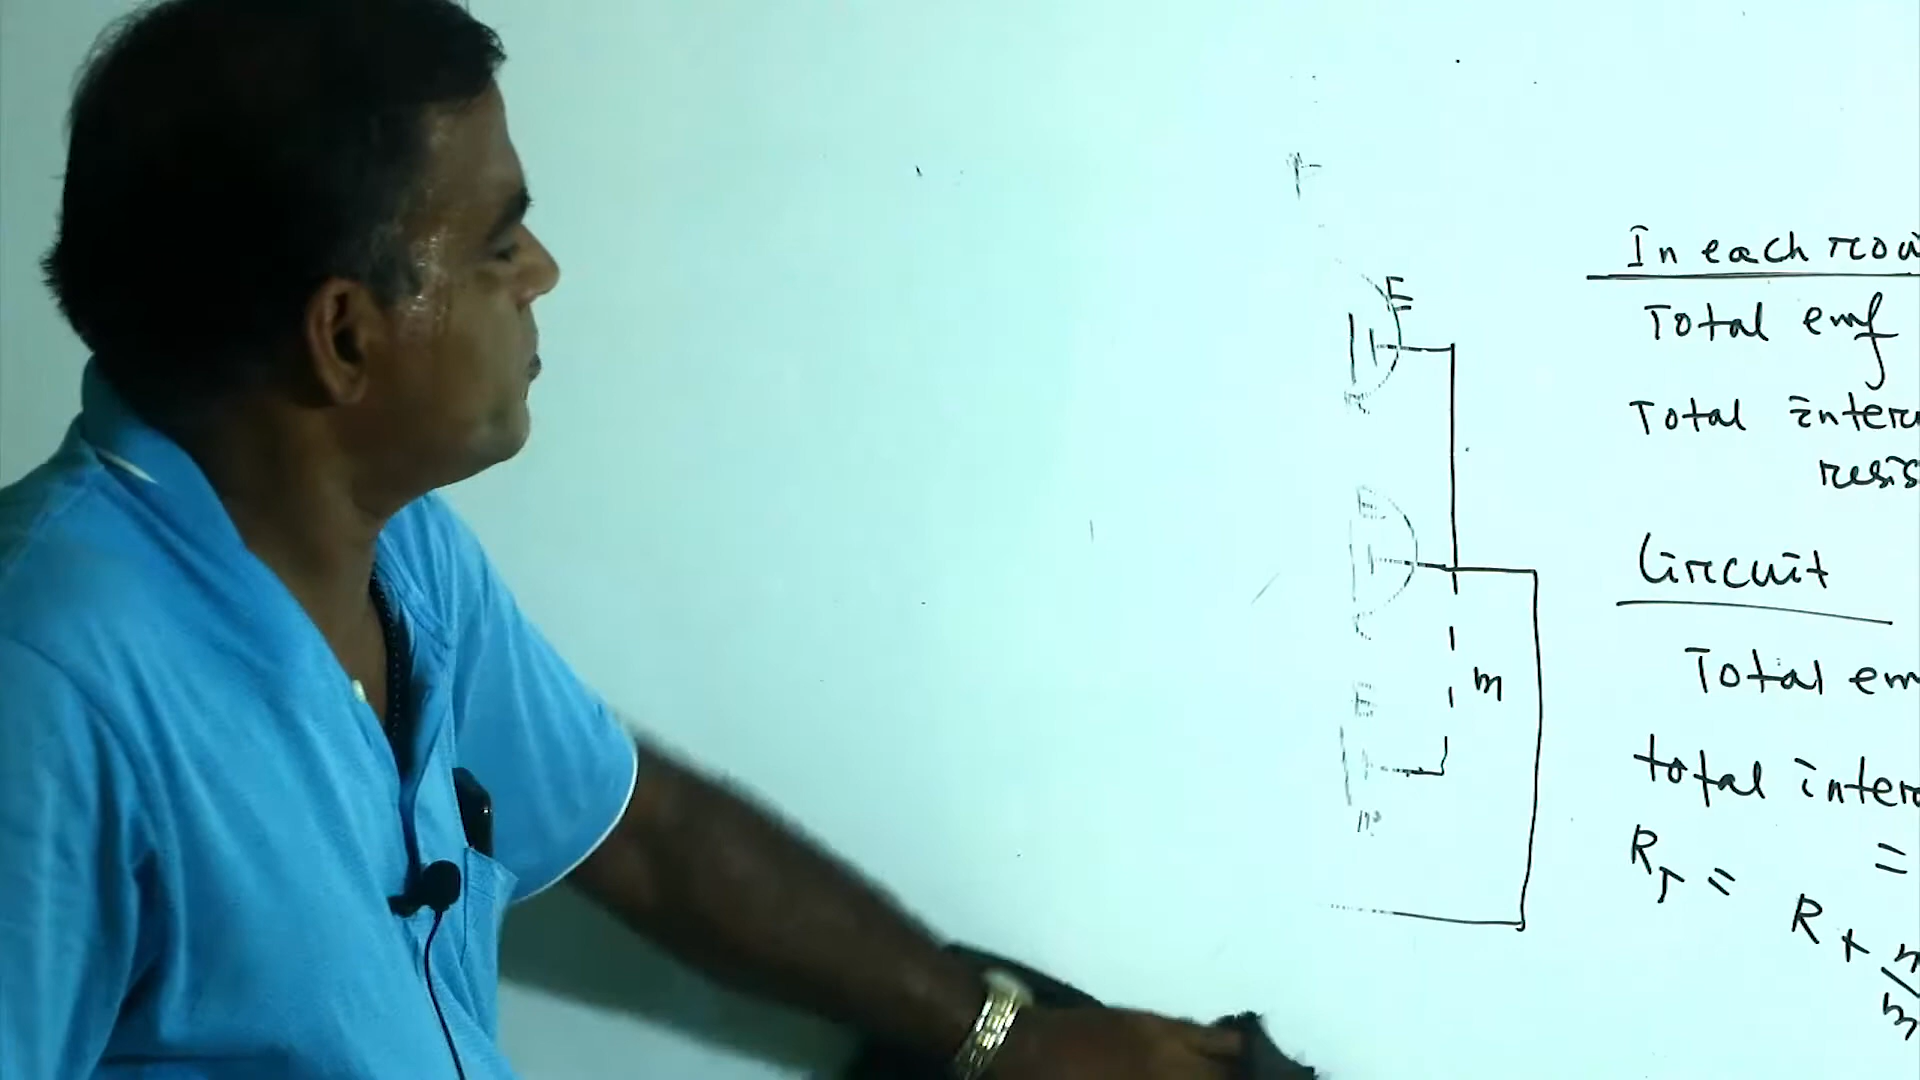 E
In each row
Total emf
Total inter
resis
E
Circuit
m
Total em
E
total inter
R_T =
=
R + n
m